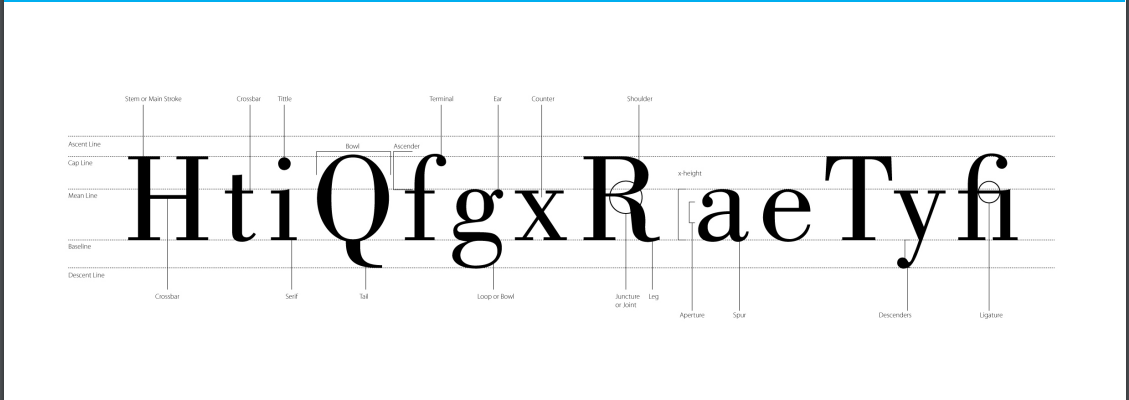 Stem or Main Stroke Crossbar Tittle Terminal Ear Counter Shoulder
Ascent Line
Bowl Ascender
Cap Line
x-height
Mean Line
HtiQfgxRaeTyfi
Baseline
Descent Line
Crossbar Serif Tail Loop or Bowl Juncture Leg
or Joint
Aperture Spur Descenders Ligature